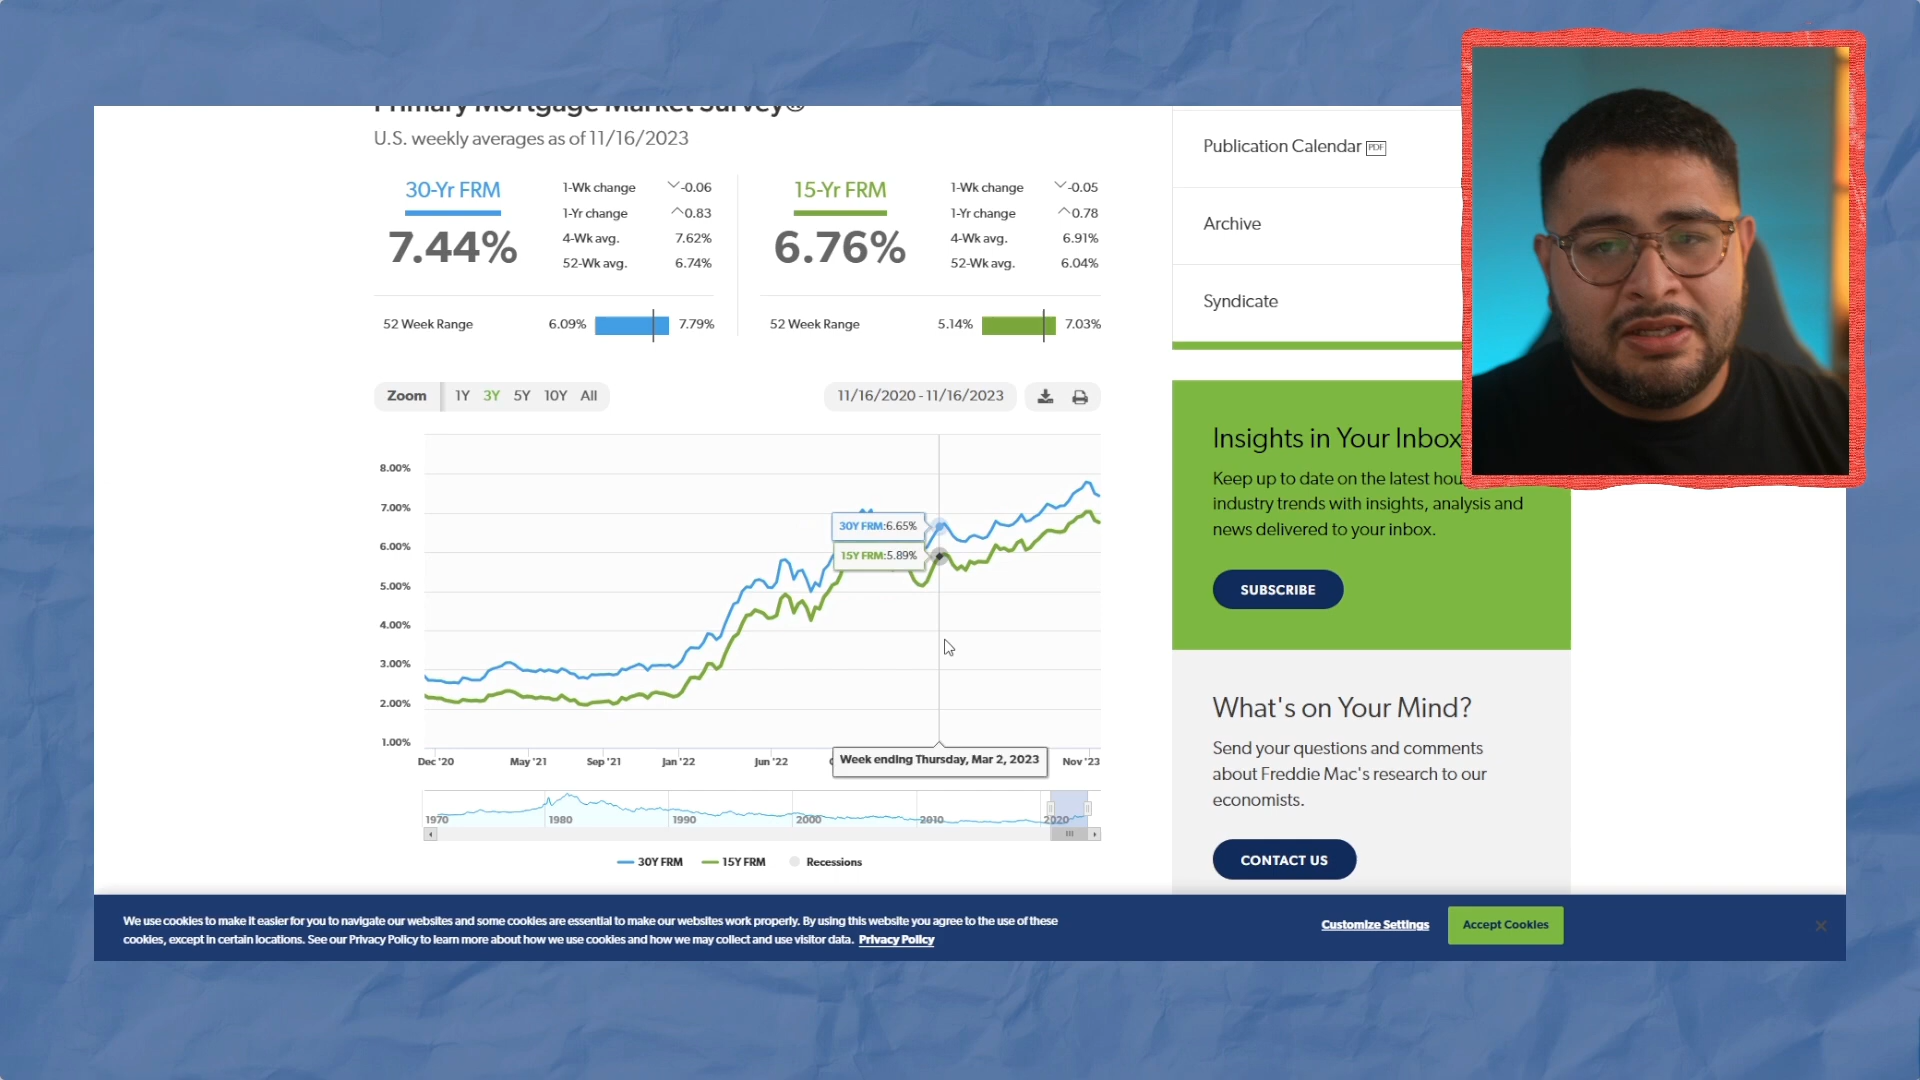 Primary Mortgage Market Survey®
U.S. weekly averages as of 11/16/2023
30-Yr FRM
7.44%
1-Wk change -0.06
1-Yr change 0.83
4-Wk avg. 7.62%
52-Wk avg. 6.74%
52 Week Range 6.09% 7.79%
15-Yr FRM
6.76%
1-Wk change -0.05
1-Yr change 0.78
4-Wk avg. 6.91%
52-Wk avg. 6.04%
52 Week Range 5.14% 7.03%
Zoom 1Y 3Y 5Y 10Y All
11/16/2020 - 11/16/2023
8.00%
7.00%
6.00%
5.00%
4.00%
3.00%
2.00%
1.00%
30Y FRM:6.65%
15Y FRM:5.89%
Dec '20 May '21 Sep '21 Jan '22 Jun '22 Nov '23
Week ending Thursday, Mar 2, 2023
1970 1980 1990 2000 2010 2020
30Y FRM 15Y FRM Recessions
Publication Calendar PDF
Archive
Syndicate
Insights in Your Inbox
Keep up to date on the latest
industry trends with insights, analysis and
news delivered to your inbox.
SUBSCRIBE
What's on Your Mind?
Send your questions and comments
about Freddie Mac's research to our
economists.
CONTACT US
We use cookies to make it easier for you to navigate our websites and some cookies are essential to make our websites work properly. By using this website you agree to the use of these
cookies, except in certain locations. See our Privacy Policy to learn more about how we use cookies and how we may collect and use visitor data. Privacy Policy
Customize Settings
Accept Cookies